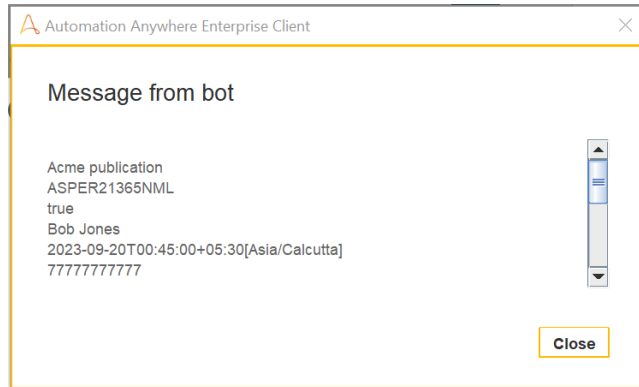 Automation Anywhere Enterprise Client
Message from bot
Acme publication
ASPER21365NML
true
Bob Jones
2023-09-20T00:45:00+05:30[Asia/Calcutta]
77777777777
Close